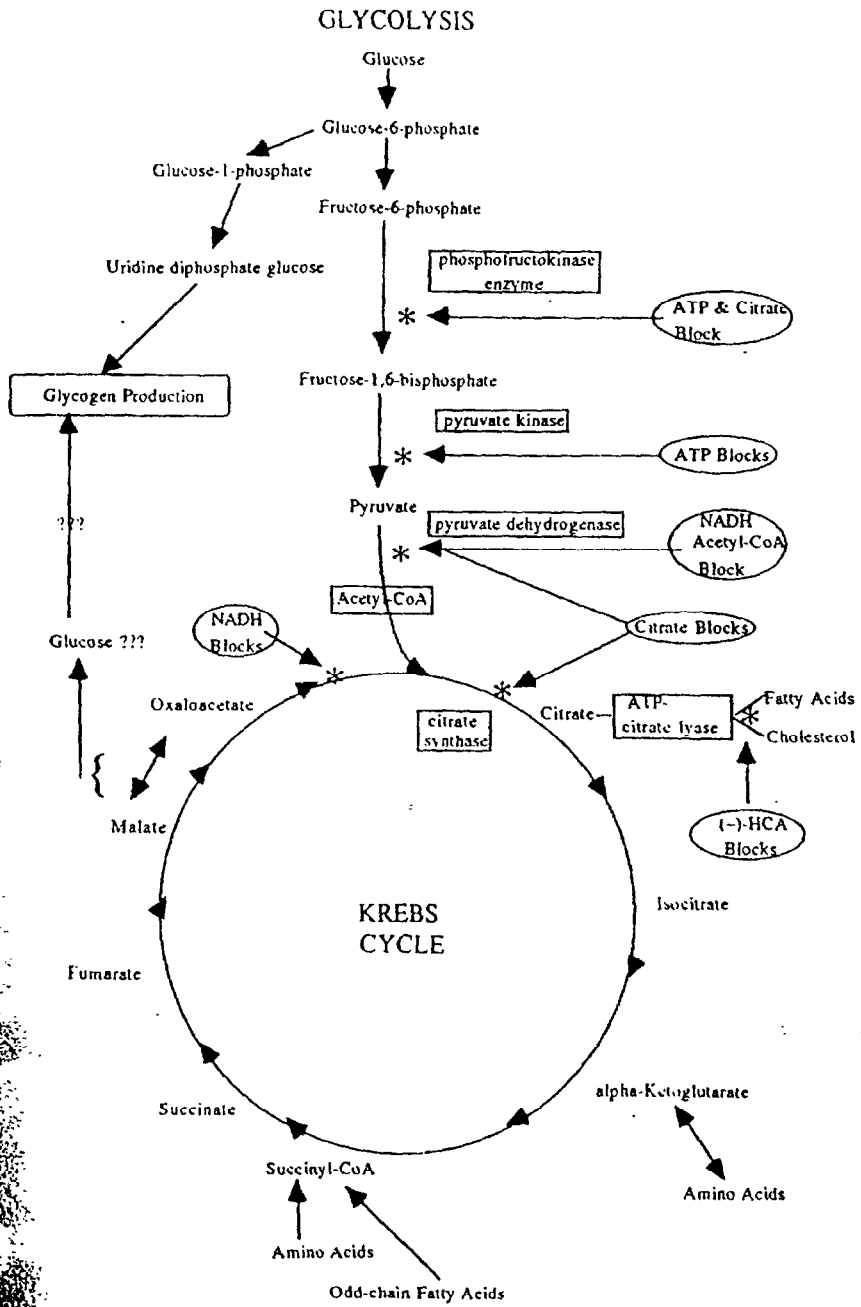 GLYCOLYSIS
Glucose
Glucose-6-phosphate
Glucose-1-phosphate
Fructose-6-phosphate
Uridine diphosphate glucose
phosphofructokinase
enzyme
ATP & Citrate
Block
Fructose-1,6-bisphosphate
Glycogen Production
pyruvate kinase
ATP Blocks
Pyruvate
pyruvate dehydrogenase
NADH
Acetyl-CoA
Block
???
Acetyl-CoA
NADH
Blocks
Citrate Blocks
Glucose ???
Oxaloacetate
citrate
synthase
Citrate
ATP-
citrate lyase
Fatty Acids
Cholesterol
Malate
(-)-HCA
Blocks
Isocitrate
KREBS
CYCLE
Fumarate
alpha-Ketoglutarate
Succinate
Succinyl-CoA
Amino Acids
Amino Acids
Odd-chain Fatty Acids